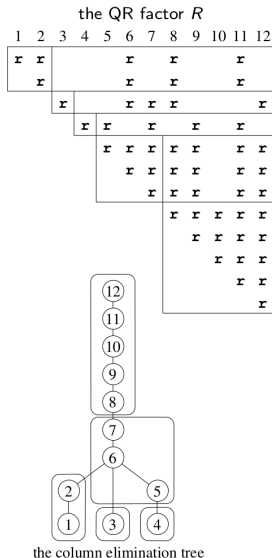 the QR factor R
1 2 3 4 5 6 7 8 9 10 11 12
r r r r r
r r r r
r r r r r
r r r r r
r r r r r r r
r r r r r r
r r r r r
r r r r r
r r r r
r r r
r r
r
12
11
10
9
8
7
6
2 5
1 3 4
the column elimination tree